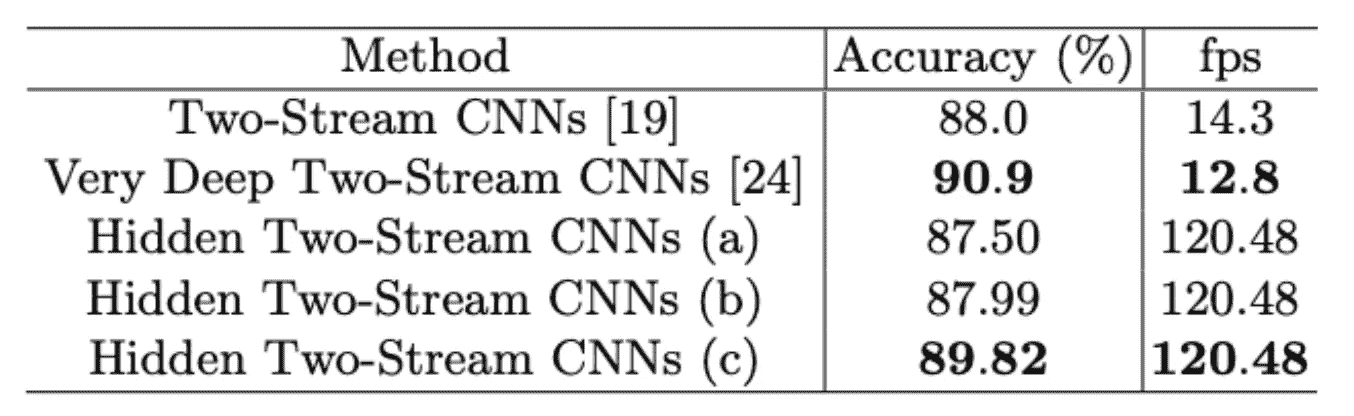 Method Accuracy (%) fps
Two-Stream CNNs [19] 88.0 14.3
Very Deep Two-Stream CNNs [24] 90.9 12.8
Hidden Two-Stream CNNs (a) 87.50 120.48
Hidden Two-Stream CNNs (b) 87.99 120.48
Hidden Two-Stream CNNs (c) 89.82 120.48